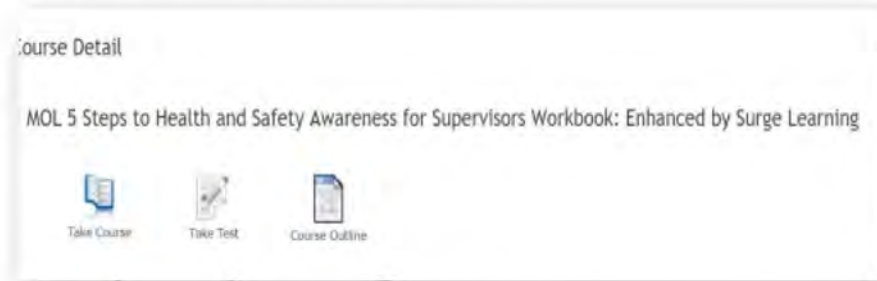 :ourse Detail
MOL 5 Steps to Health and Safety Awareness for Supervisors Workbook: Enhanced by Surge Learning
Take Course
Take Test
Course Outline